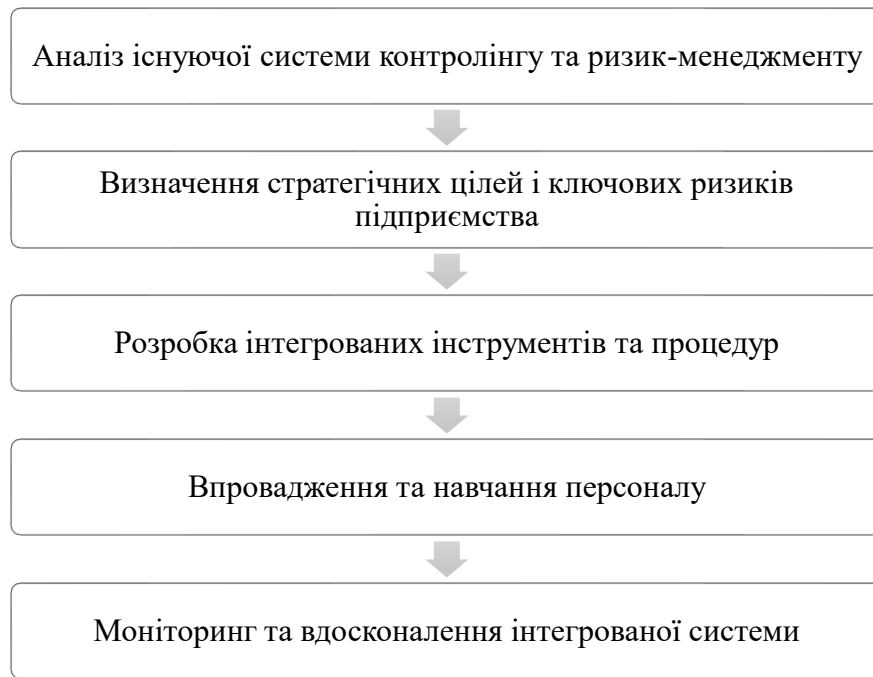 Аналіз існуючої системи контролінгу та ризик-менеджменту
Визначення стратегічних цілей і ключових ризиків
підприємства
Розробка інтегрованих інструментів та процедур
Впровадження та навчання персоналу
Моніторинг та вдосконалення інтегрованої системи